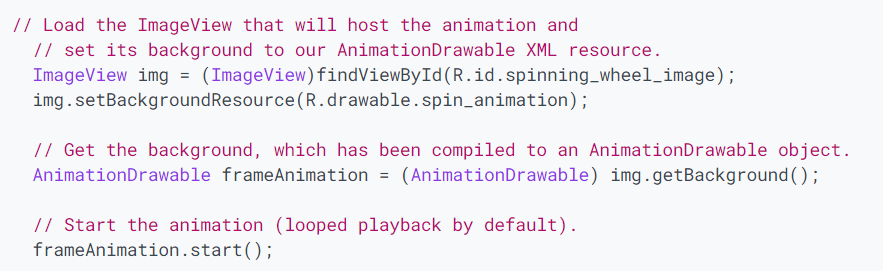 // Load the ImageView that will host the animation and
// set its background to our AnimationDrawable XML resource.
ImageView img = (ImageView)findViewById(R.id.spinning_wheel_image);
img.setBackgroundResource(R.drawable.spin_animation);
// Get the background, which has been compiled to an AnimationDrawable object.
AnimationDrawable frameAnimation = (AnimationDrawable) img.getBackground();
// Start the animation (looped playback by default).
frameAnimation.start();